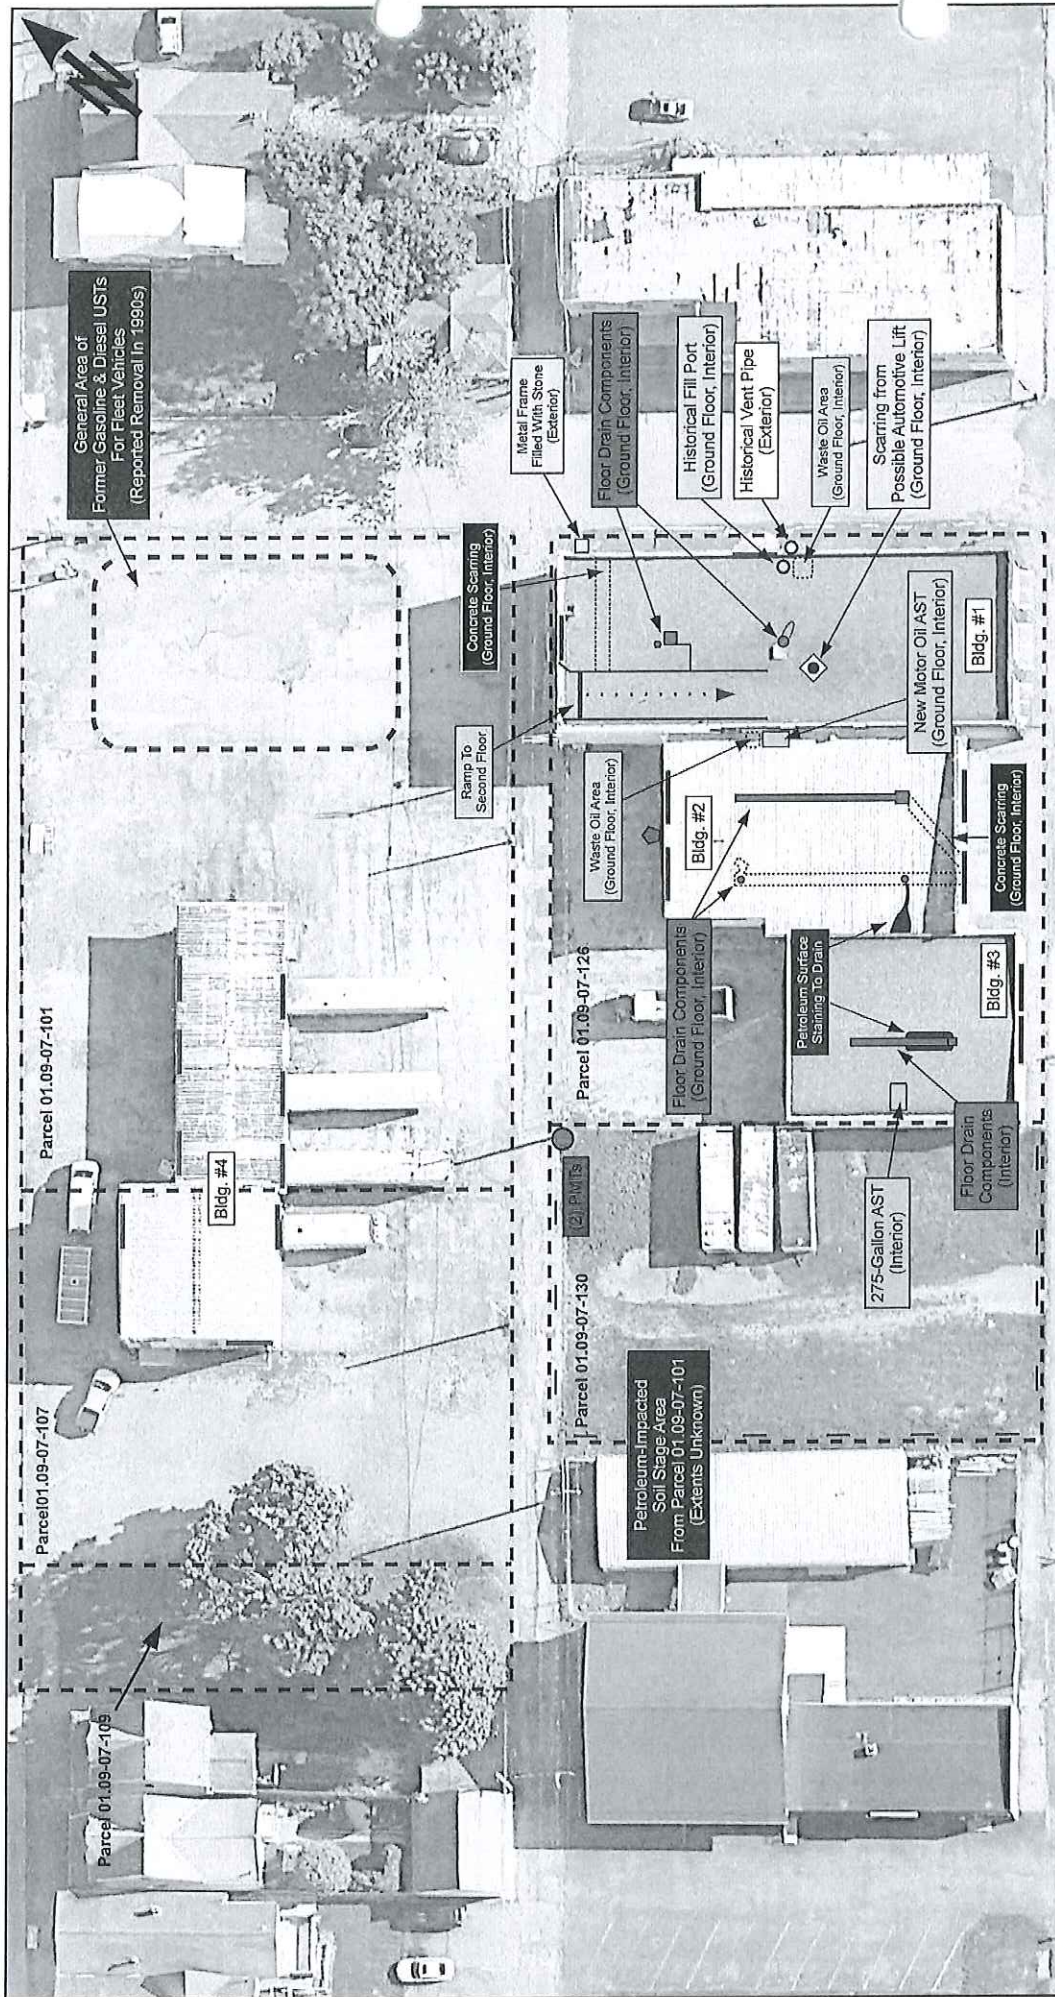 Parcel 01.09-07-109
Parcel01.09-07-107
Parcel 01.09-07-101
General Area of
Former Gasoline & Diesel USTs
For Fleet Vehicles
(Reported Removal In 1990s)
Bldg. #4
Ramp To
Second Floor
Concrete Scarring
(Ground Floor, Interior)
Metal Frame
Filled With Stone
(Exterior)
Floor Drain Components
(Ground Floor, Interior)
Historical Fill Port
(Ground Floor, Interior)
Historical Vent Pipe
(Exterior)
Waste Oil Area
(Ground Floor, Interior)
Scarring from
Possible Automotive Lift
(Ground Floor, Interior)
Parcel 01.09-07-130
(2) PMTs
Parcel 01.09-07-126
Waste Oil Area
(Ground Floor, Interior)
Petroleum-Impacted
Soil Stage Area
From Parcel 01.09-07-101
(Extents Unknown)
Floor Drain Components
(Ground Floor, Interior)
Bldg. #2
Petroleum Surface
Staining To Drain
275-Gallon AST
(Interior)
Floor Drain
Components
(Interior)
Bldg. #3
Concrete Scarring
(Ground Floor, Interior)
New Motor Oil AST
(Ground Floor, Interior)
Bldg. #1